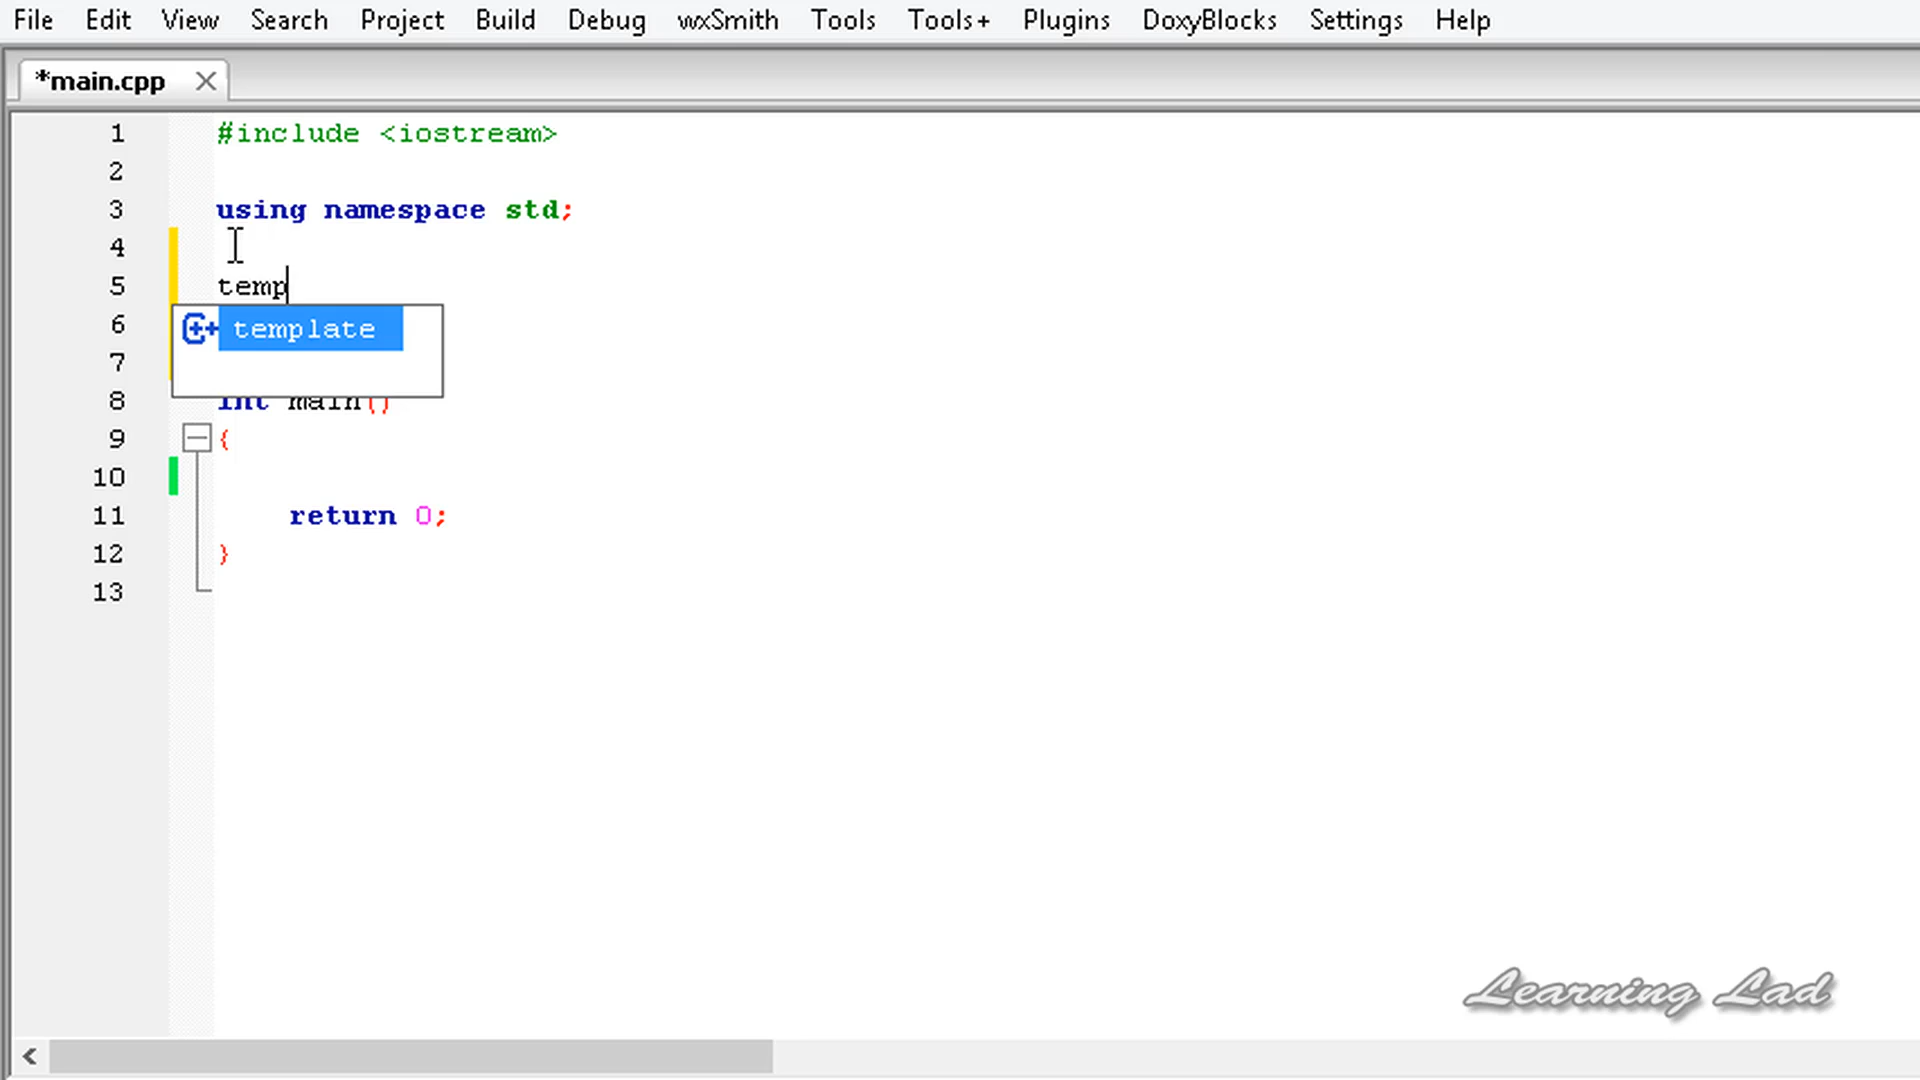 File Edit View Search Project Build Debug wxSmith Tools Tools+ Plugins DoxyBlocks Settings Help
*main.cpp
1 #include <iostream>
2
3 using namespace std;
4
5 temp
6 C++ template
7
8 int main()
9 {
10
11 return 0;
12 }
13
Learning Lad